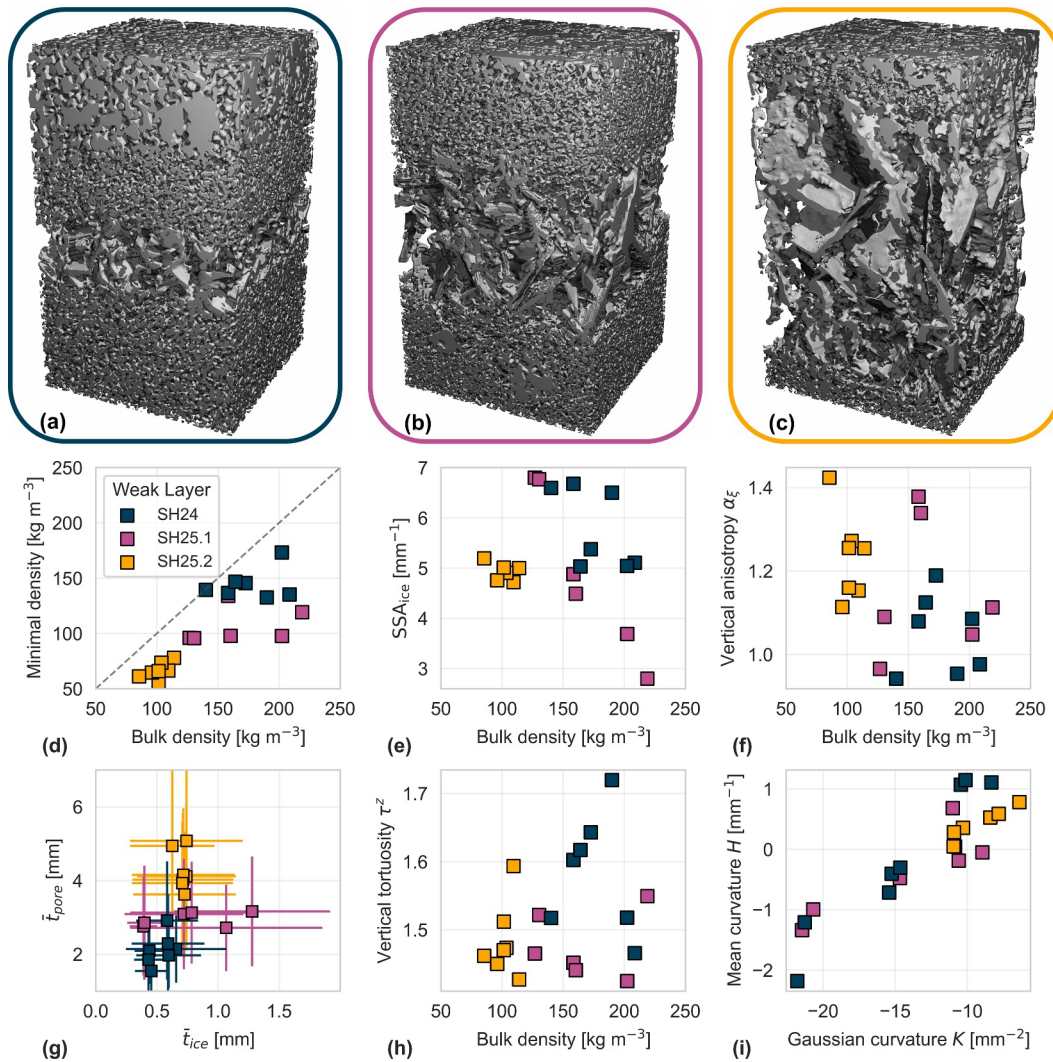 (a)
(b)
(c)
250
200
150
100
50
Minimal density [kg m⁻³]
Weak Layer
SH24
SH25.1
SH25.2
50 100 150 200 250
Bulk density [kg m⁻³]
(d)
7
6
5
4
3
SSA_ice [mm⁻¹]
50 100 150 200 250
Bulk density [kg m⁻³]
(e)
1.4
1.2
1.0
Vertical anisotropy α_ξ
50 100 150 200 250
Bulk density [kg m⁻³]
(f)
6
4
2
t̄_pore [mm]
0.0 0.5 1.0 1.5
t̄_ice [mm]
(g)
1.7
1.6
1.5
Vertical tortuosity τᶻ
50 100 150 200 250
Bulk density [kg m⁻³]
(h)
1
0
−1
−2
Mean curvature H [mm⁻¹]
−20 −15 −10
Gaussian curvature K [mm⁻²]
(i)